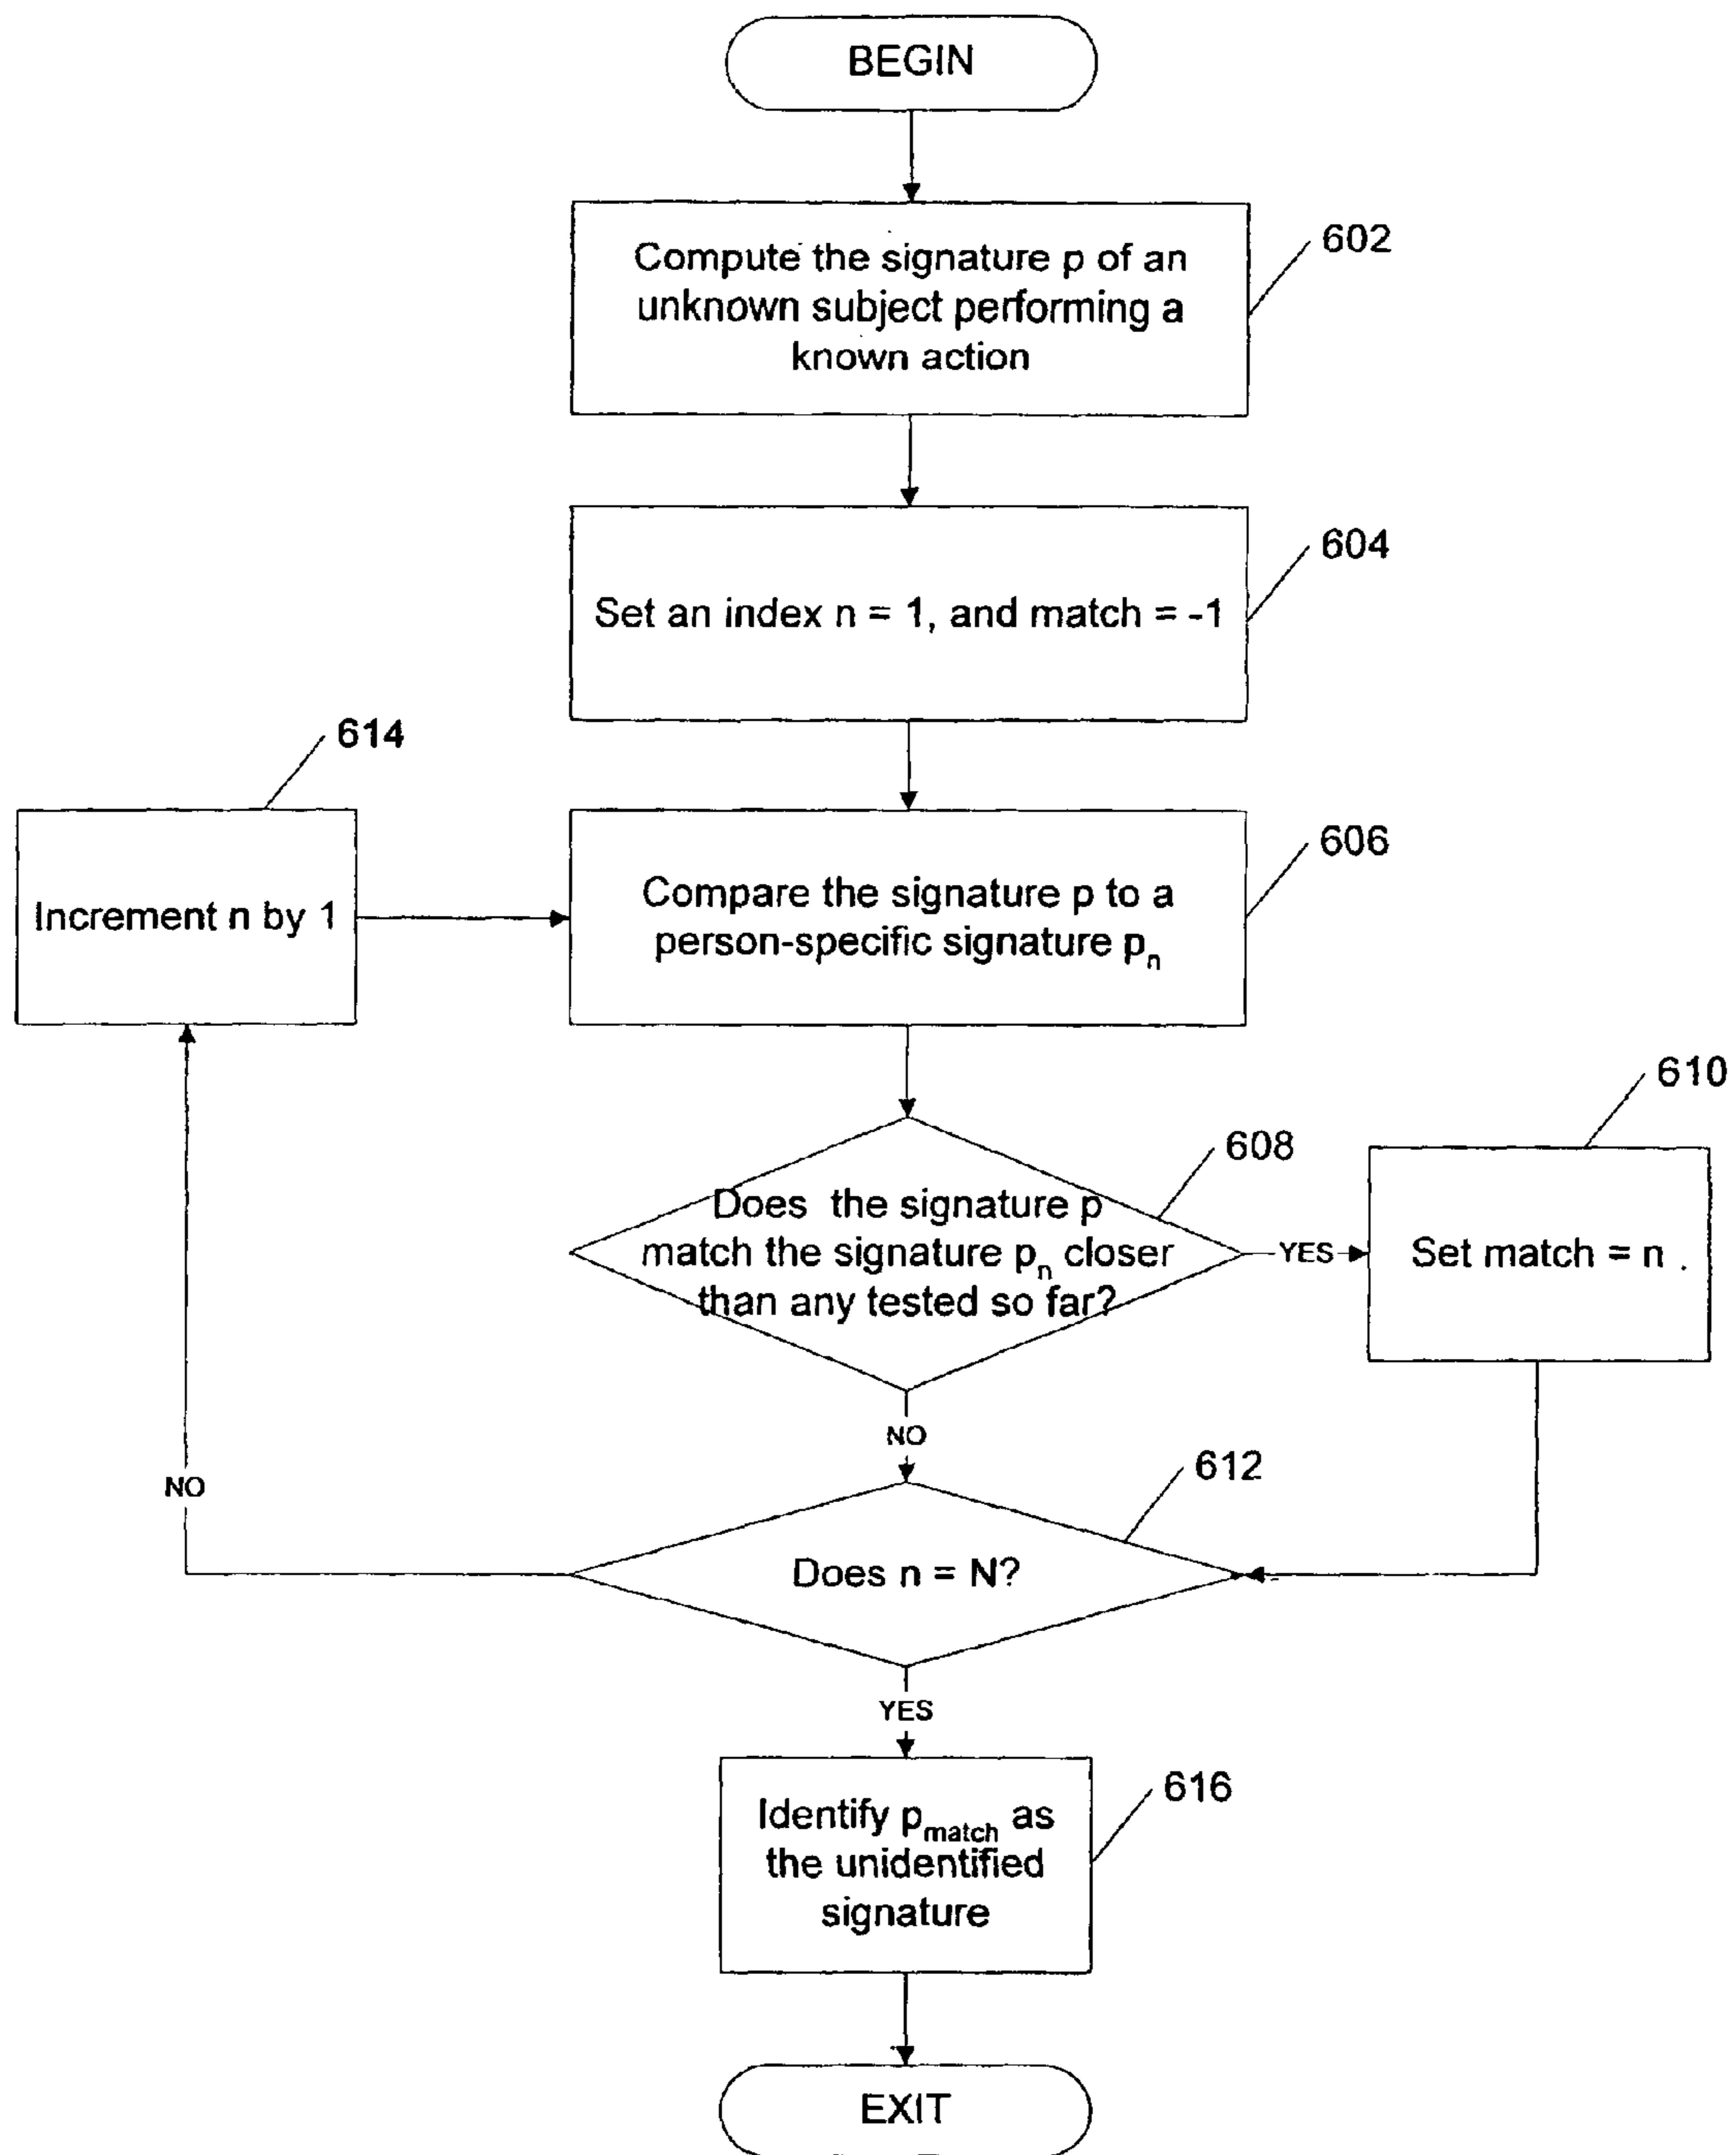 BEGIN
Compute the signature p of an
unknown subject performing a
known action
602
604
Set an index n = 1, and match = -1
614
606
Increment n by 1
Compare the signature p to a
person-specific signature pₙ
610
608
Does the signature p
match the signature pₙ closer
than any tested so far?
YES
Set match = n
NO
612
NO
Does n = N?
YES
616
Identify p_match as
the unidentified
signature
EXIT